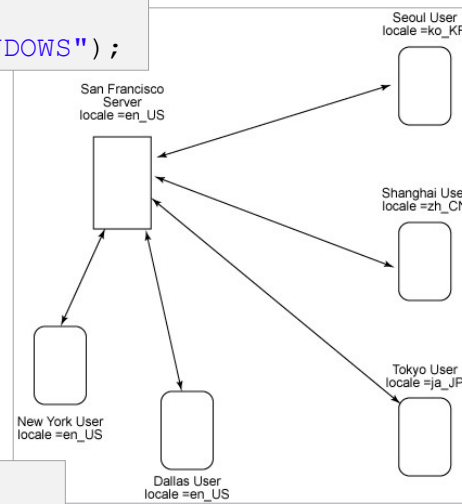 DOWS");
Seoul User
locale =ko_KR
San Francisco
Server
locale =en_US
Shanghai Use
locale =zh_CN
Tokyo User
locale =ja_JP
New York User
locale =en_US
Dallas User
locale =en_US